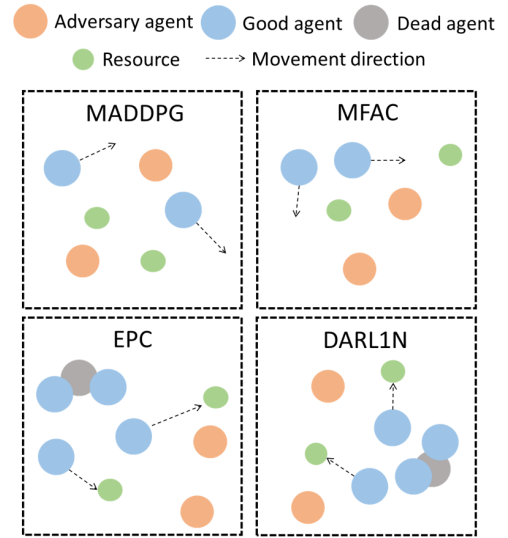 Adversary agent Good agent Dead agent
Resource Movement direction
MADDPG MFAC
EPC DARL1N